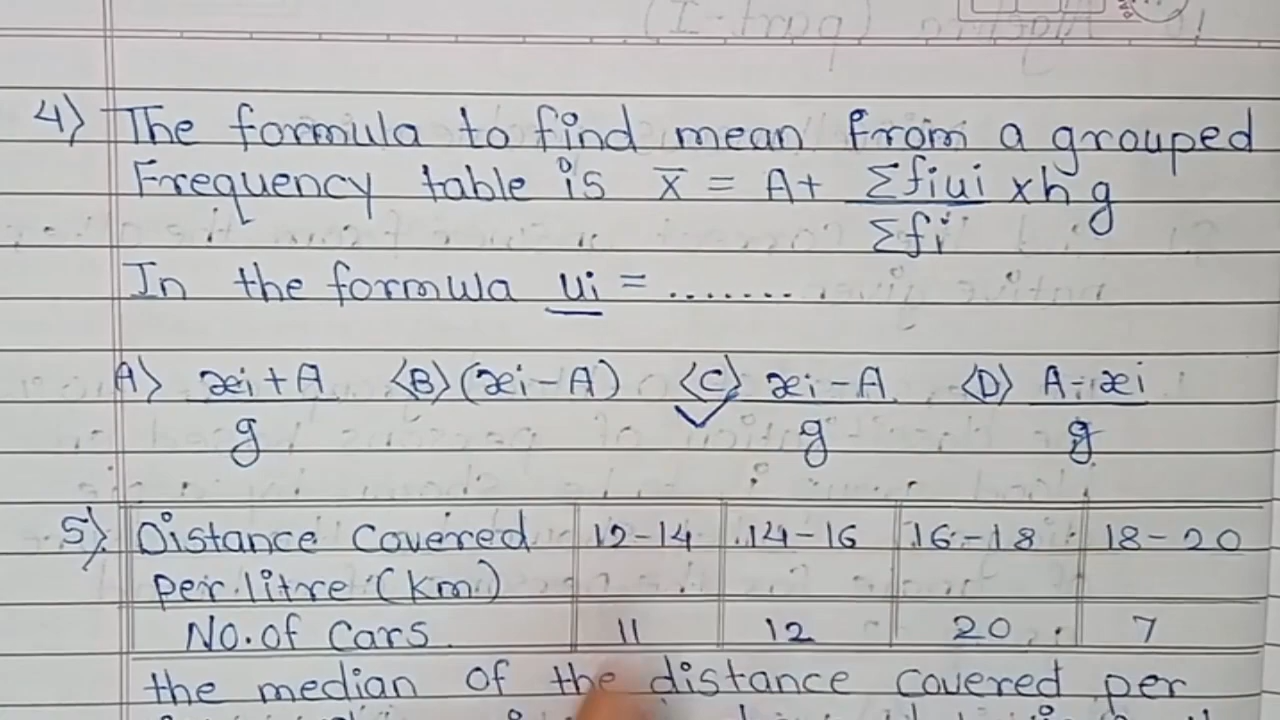 4) The formula to find mean from a grouped
Frequency table is x̄ = A + Σfiui/Σfi × h g
In the formula ui = ........
A) xi + A/g (B) (xi - A) (C) xi - A/g (D) A - xi/g
5) Distance Covered per litre (km) 12-14 14-16 16-18 18-20
No. of Cars 11 12 20 7
the median of the distance covered per